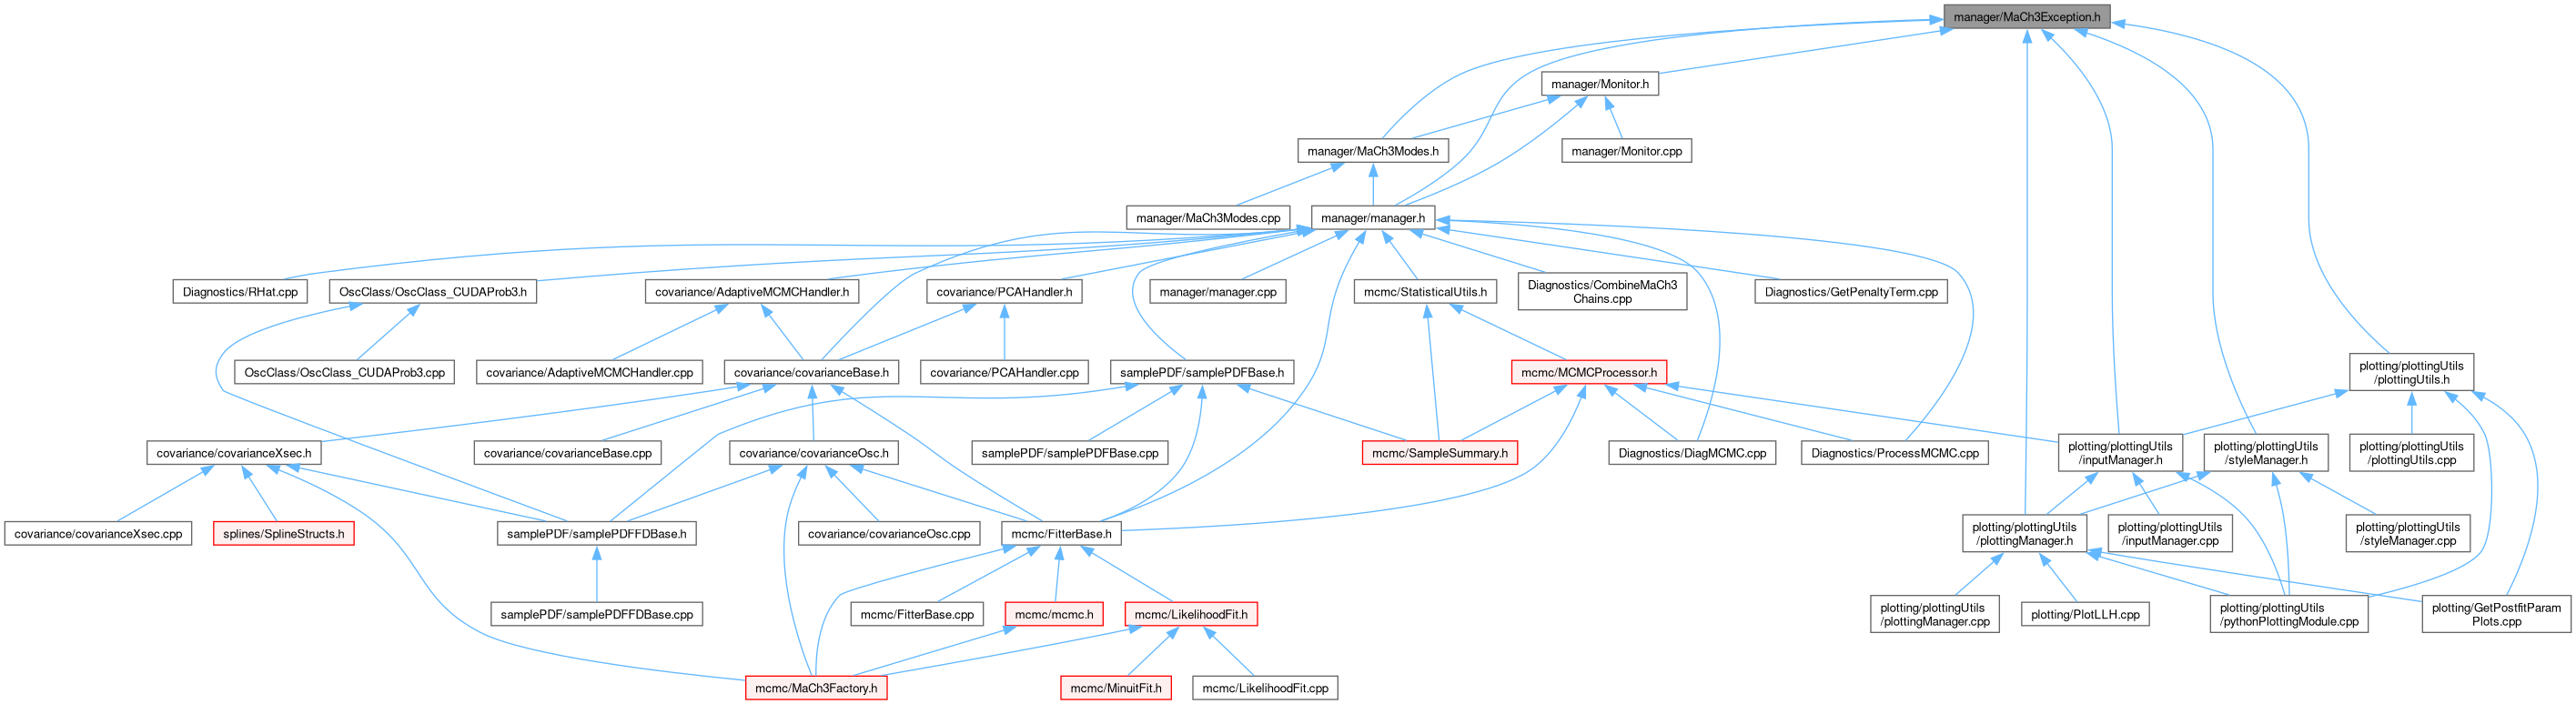 manager/MaCh3Exception.h
manager/Monitor.h
manager/MaCh3Modes.h
manager/Monitor.cpp
manager/MaCh3Modes.cpp
manager/manager.h
Diagnostics/RHat.cpp
OscClass/OscClass_CUDAProb3.h
covariance/AdaptiveMCMCHandler.h
covariance/PCAHandler.h
manager/manager.cpp
mcmc/StatisticalUtils.h
Diagnostics/CombineMaCh3
Chains.cpp
Diagnostics/GetPenaltyTerm.cpp
OscClass/OscClass_CUDAProb3.cpp
covariance/AdaptiveMCMCHandler.cpp
covariance/covarianceBase.h
covariance/PCAHandler.cpp
samplePDF/samplePDFBase.h
mcmc/MCMCProcessor.h
plotting/plottingUtils
/plottingUtils.h
covariance/covarianceXsec.h
covariance/covarianceBase.cpp
covariance/covarianceOsc.h
samplePDF/samplePDFBase.cpp
mcmc/SampleSummary.h
Diagnostics/DiagMCMC.cpp
Diagnostics/ProcessMCMC.cpp
plotting/plottingUtils
/inputManager.h
plotting/plottingUtils
/styleManager.h
plotting/plottingUtils
/plottingUtils.cpp
covariance/covarianceXsec.cpp
splines/SplineStructs.h
samplePDF/samplePDFFDBase.h
covariance/covarianceOsc.cpp
mcmc/FitterBase.h
plotting/plottingUtils
/plottingManager.h
plotting/plottingUtils
/inputManager.cpp
plotting/plottingUtils
/styleManager.cpp
samplePDF/samplePDFFDBase.cpp
mcmc/FitterBase.cpp
mcmc/mcmc.h
mcmc/LikelihoodFit.h
plotting/plottingUtils
/plottingManager.cpp
plotting/PlotLLH.cpp
plotting/plottingUtils
/pythonPlottingModule.cpp
plotting/GetPostfitParam
Plots.cpp
mcmc/MaCh3Factory.h
mcmc/MinuitFit.h
mcmc/LikelihoodFit.cpp